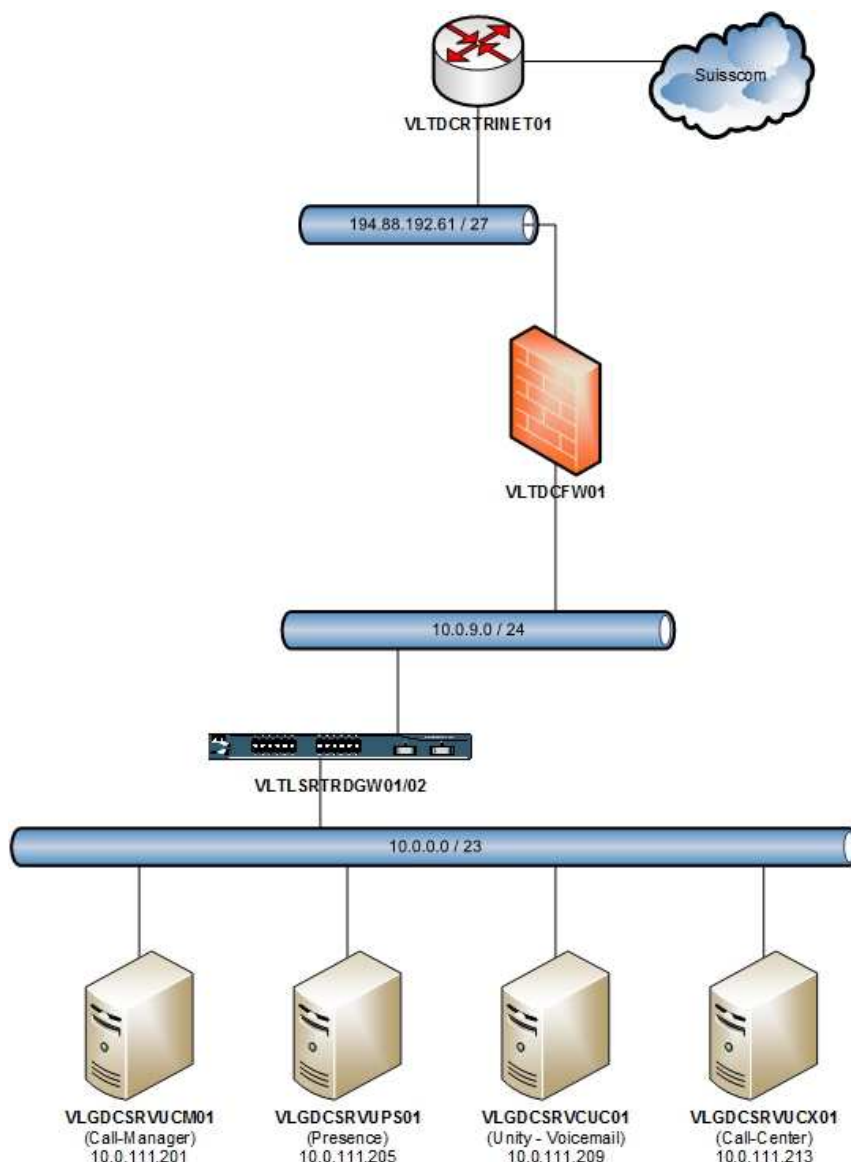 Suisscom
VLTDCRTRINET01
194.88.192.61 / 27
VLTDCFW01
10.0.9.0 / 24
VLTLSRTRDGW01/02
10.0.0.0 / 23
VLGDCSRVUCM01
(Call-Manager)
10.0.111.201
VLGDCSRVUPS01
(Presence)
10.0.111.205
VLGDCSRVCUC01
(Unity - Voicemail)
10.0.111.209
VLGDCSRVUCX01
(Call-Center)
10.0.111.213